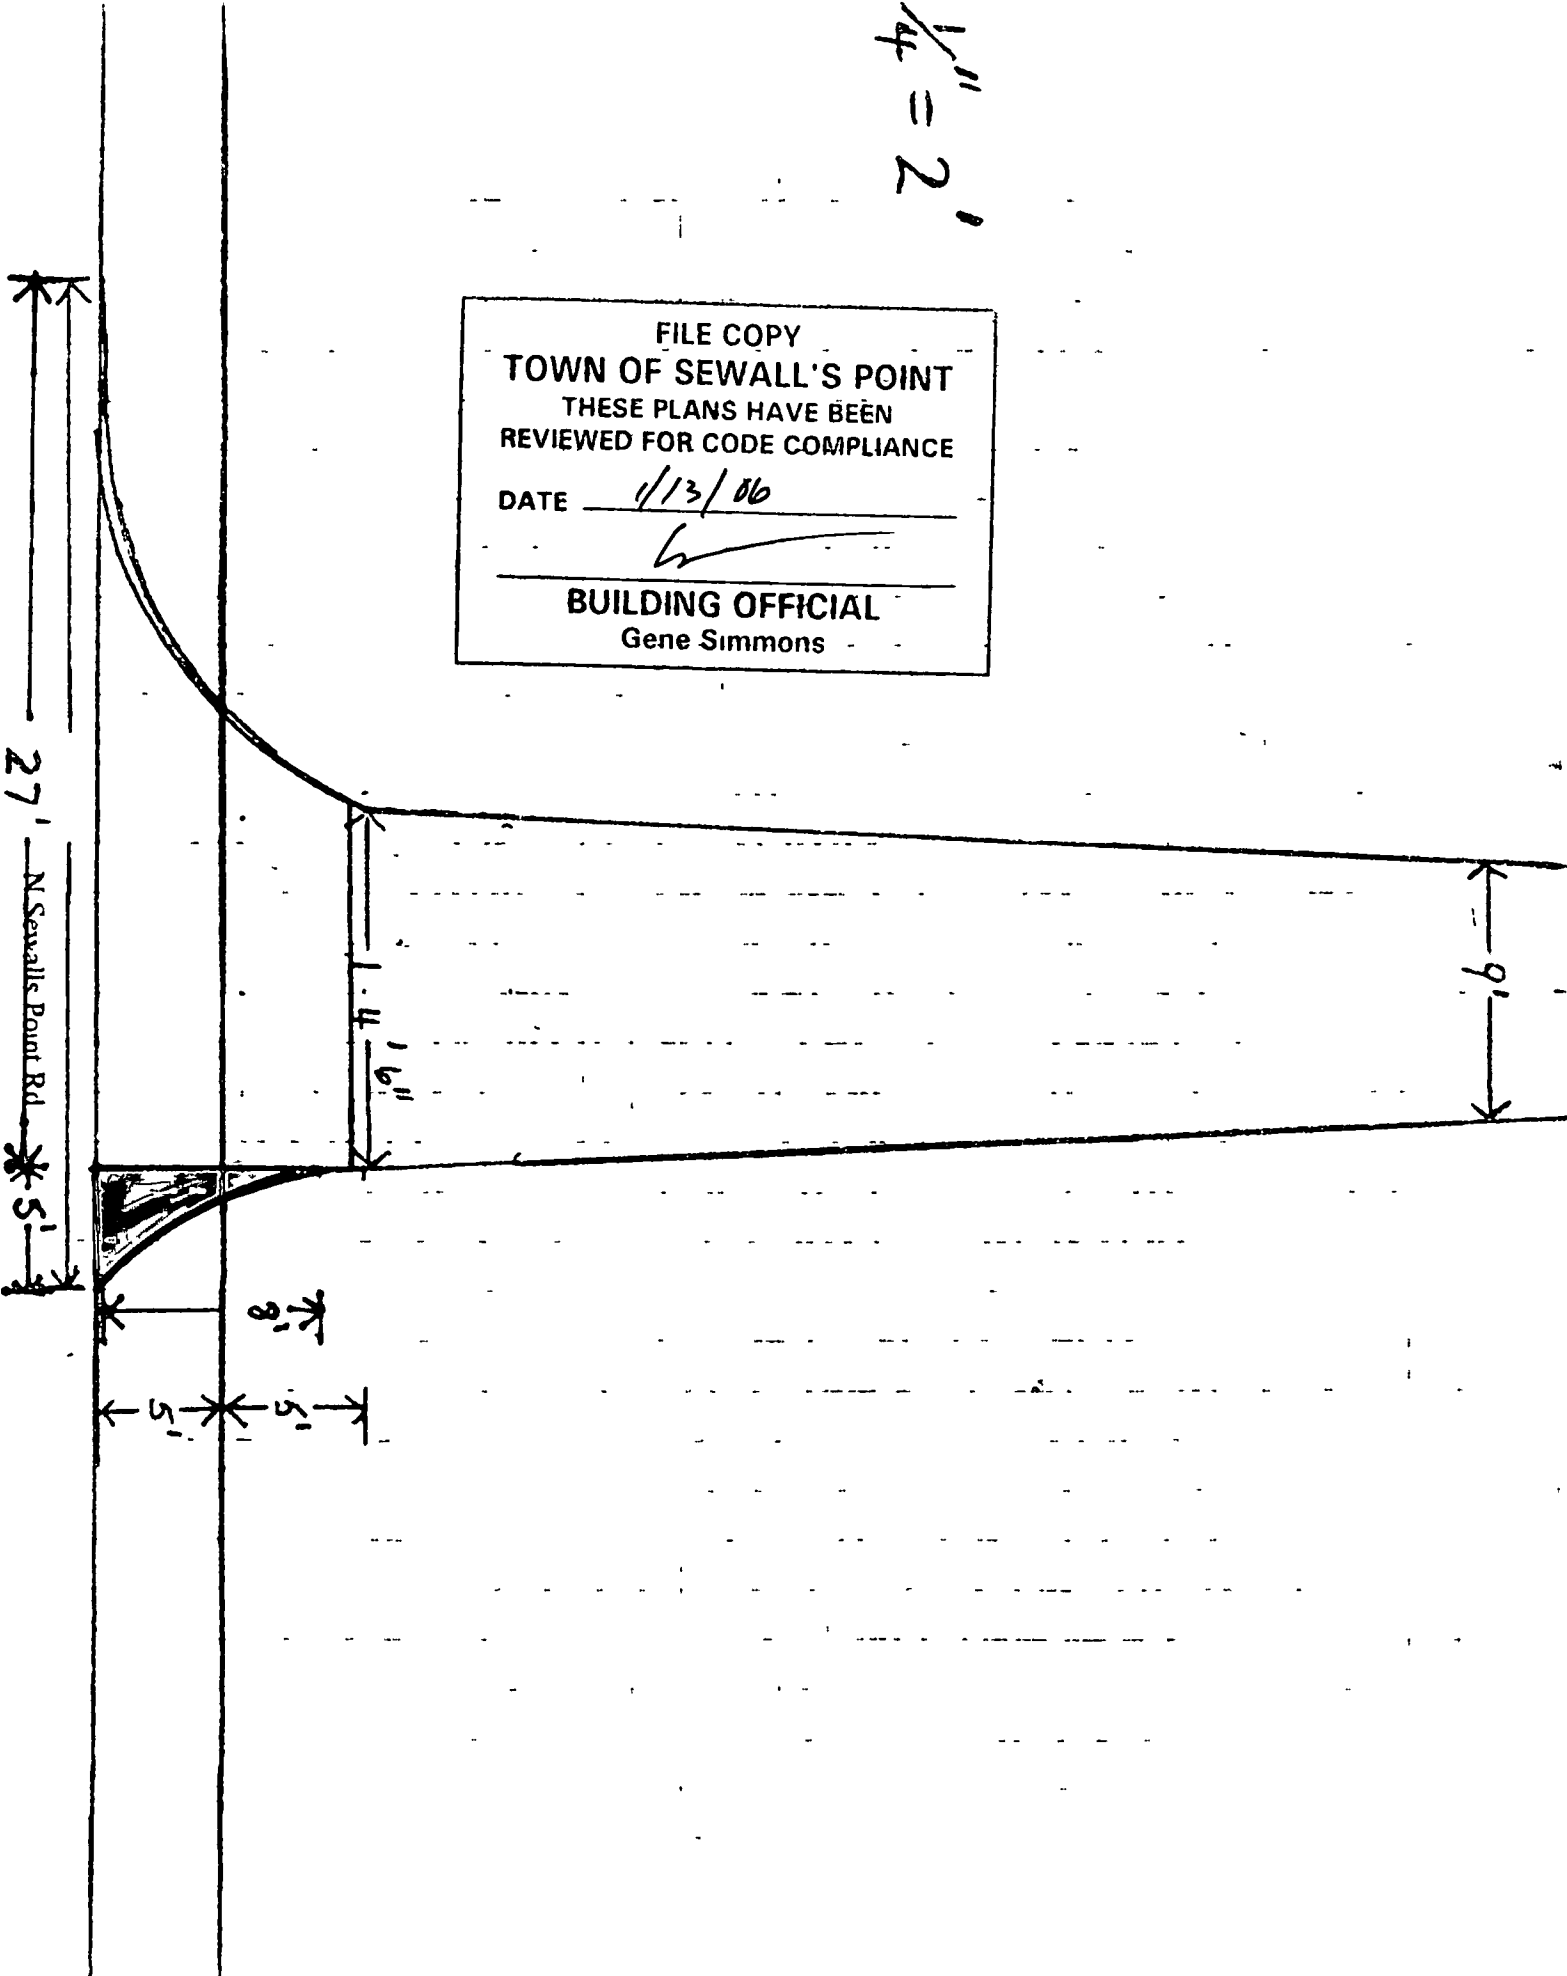 1/4" = 2'
FILE COPY
TOWN OF SEWALL'S POINT
THESE PLANS HAVE BEEN
REVIEWED FOR CODE COMPLIANCE
DATE 1/13/06
BUILDING OFFICIAL
Gene Simmons
9'
14'6"
27'
N Sewalls Point Rd
5'
8'
5'
5'